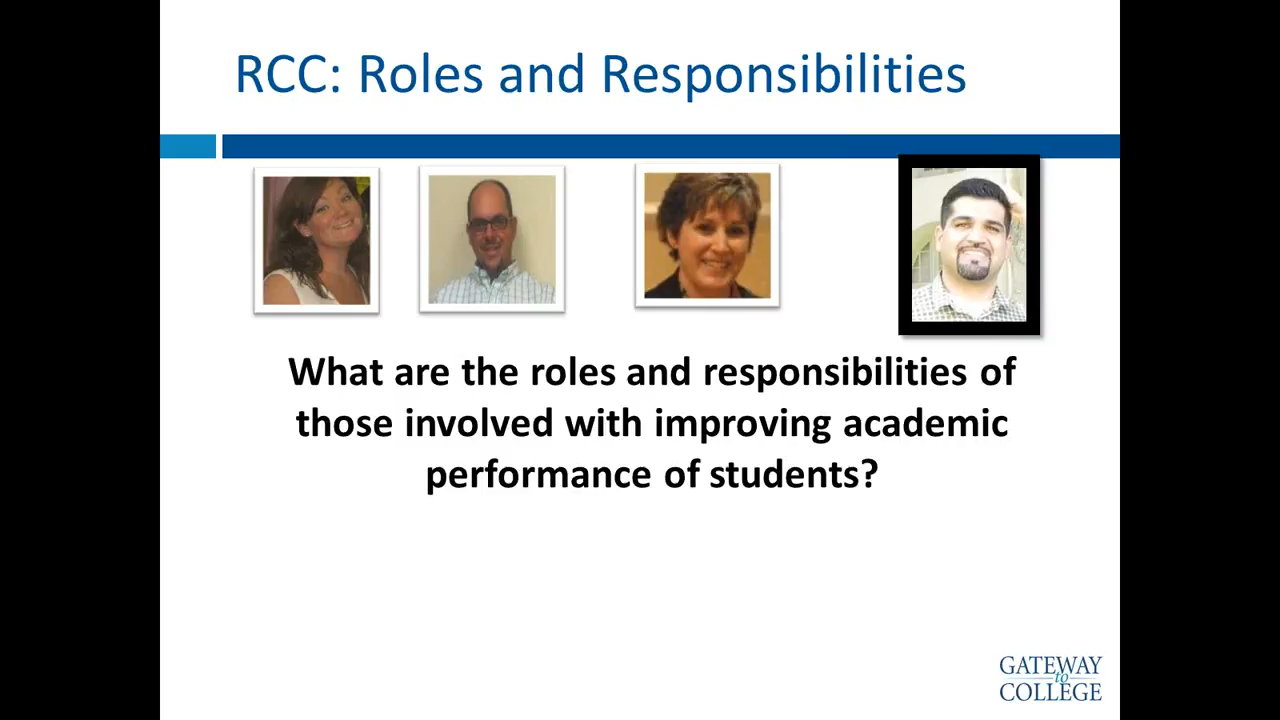 RCC: Roles and Responsibilities
What are the roles and responsibilities of
those involved with improving academic
performance of students?
GATEWAY
to
COLLEGE